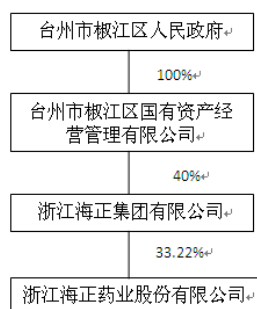 台州市椒江区人民政府
100%
台州市椒江区国有资产经
营管理有限公司
40%
浙江海正集团有限公司
33.22%
浙江海正药业股份有限公司